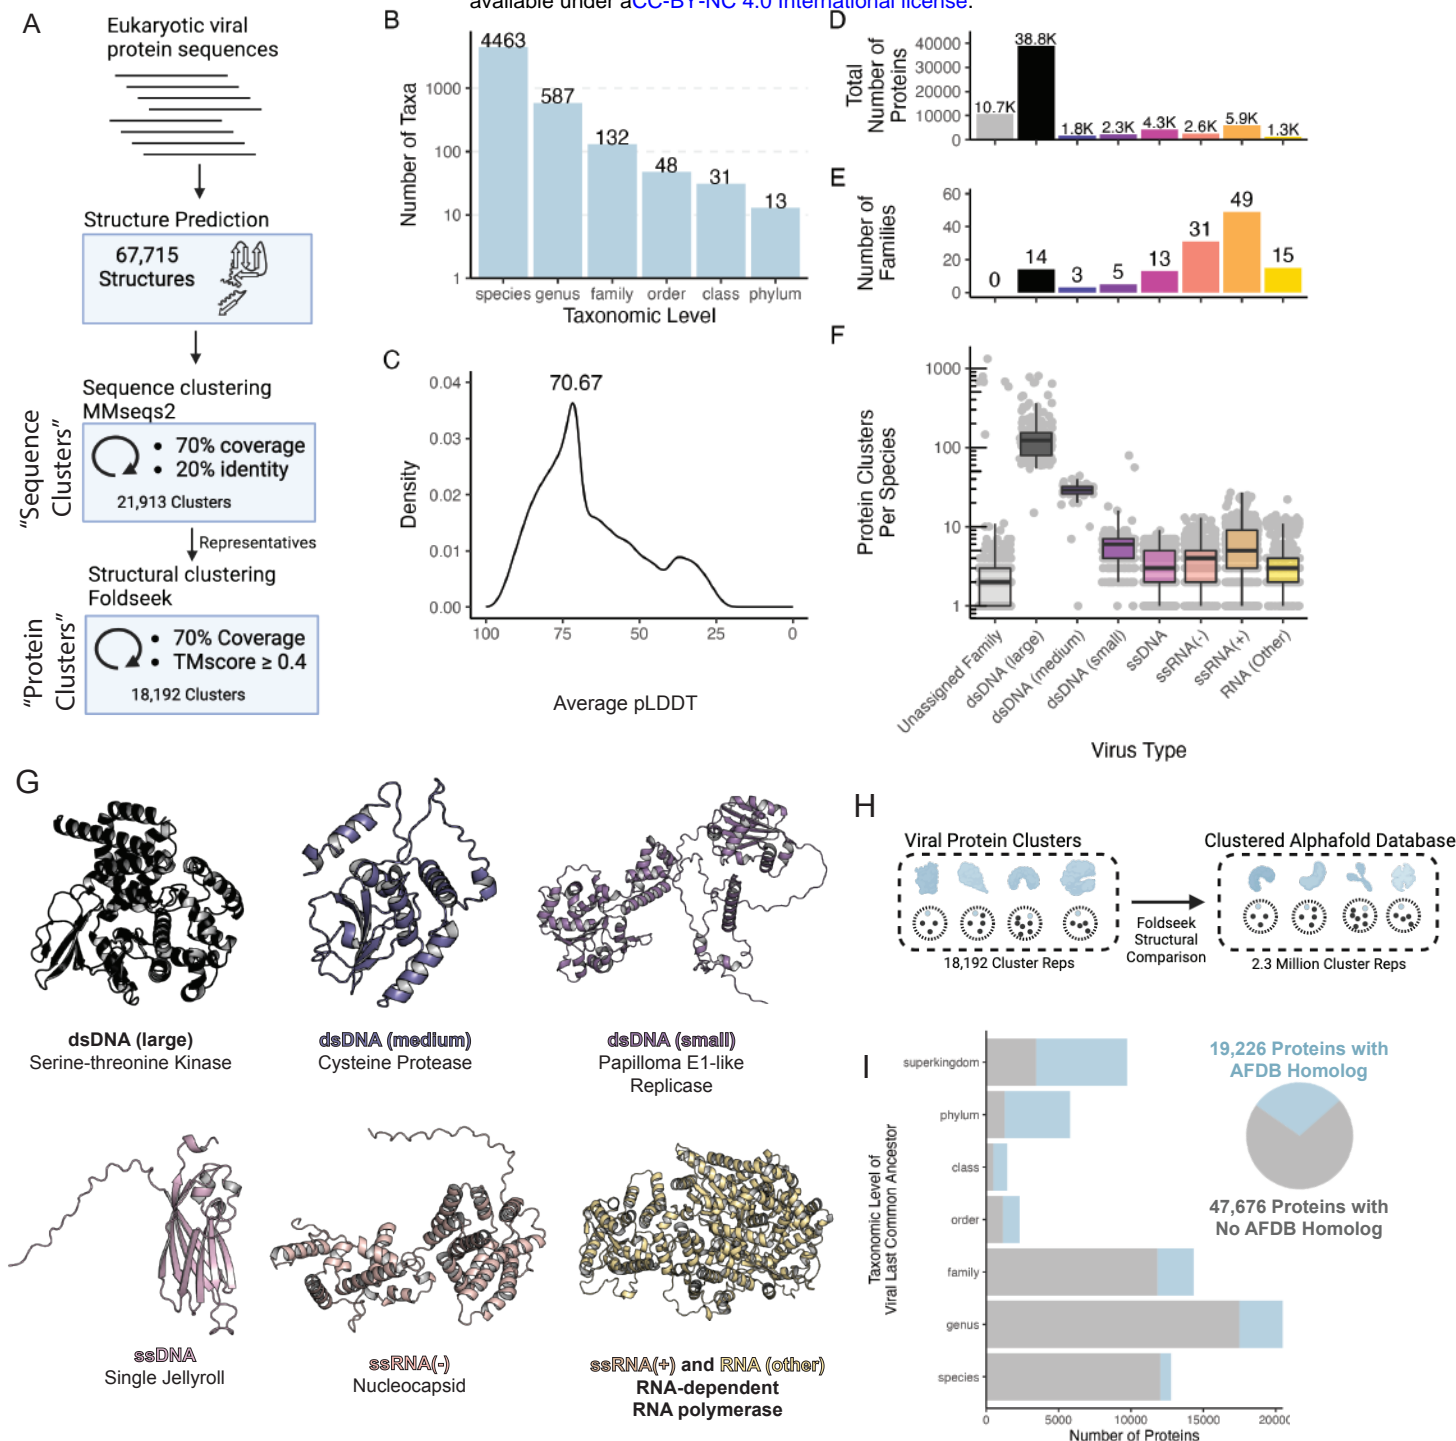 available under aCC-BY-NC 4.0 International license.
A
Eukaryotic viral
protein sequences
Structure Prediction
67,715
Structures
Sequence clustering
MMseqs2
"Sequence
Clusters"
• 70% coverage
• 20% identity
21,913 Clusters
Representatives
Structural clustering
Foldseek
"Protein
Clusters"
• 70% Coverage
• TMscore ≥ 0.4
18,192 Clusters
B
Number of Taxa
1000
100
10
1
4463
587
132
48
31
13
species genus family order class phylum
Taxonomic Level
C
70.67
Density
0.04
0.03
0.02
0.01
0.00
100 75 50 25 0
Average pLDDT
D
Total
Number of
Proteins
40000
30000
20000
10000
0
10.7K
38.8K
1.8K
2.3K
4.3K
2.6K
5.9K
1.3K
E
Number of
Families
60
40
20
0
0
14
3
5
13
31
49
15
F
Protein Clusters
Per Species
1000
100
10
1
Unassigned Family
dsDNA (large)
dsDNA (medium)
dsDNA (small)
ssDNA
ssRNA(-)
ssRNA(+)
RNA (Other)
Virus Type
G
dsDNA (large)
Serine-threonine Kinase
dsDNA (medium)
Cysteine Protease
dsDNA (small)
Papilloma E1-like
Replicase
ssDNA
Single Jellyroll
ssRNA(-)
Nucleocapsid
ssRNA(+) and RNA (other)
RNA-dependent
RNA polymerase
H
Viral Protein Clusters
18,192 Cluster Reps
Foldseek
Structural
Comparison
Clustered Alphafold Database
2.3 Million Cluster Reps
I
Taxonomic Level of
Viral Last Common Ancestor
superkingdom
phylum
class
order
family
genus
species
0 5000 10000 15000 2000
Number of Proteins
19,226 Proteins with
AFDB Homolog
47,676 Proteins with
No AFDB Homolog